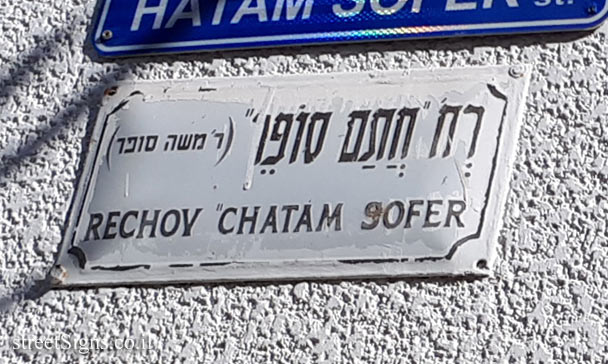 HATAM SOFER St.
רח' "חתם סופר" (ר' משה סופר)
RECHOV "CHATAM SOFER
streetSigns.co.il